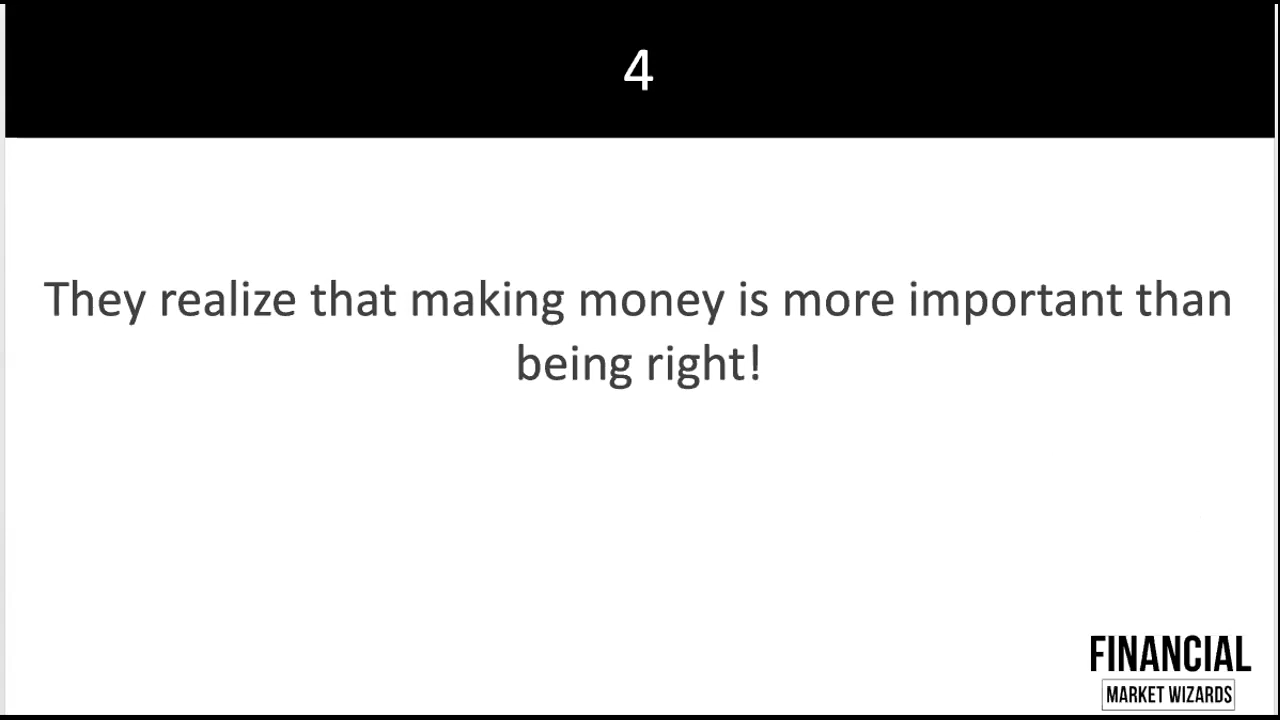 4
They realize that making money is more important than
being right!
FINANCIAL
MARKET WIZARDS